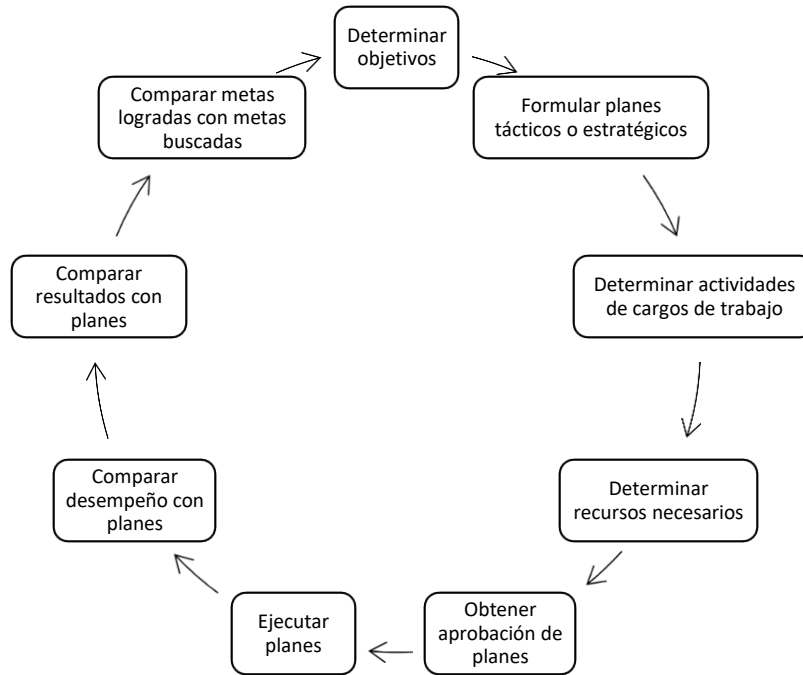 Determinar
objetivos
Formular planes
tácticos o estratégicos
Determinar actividades
de cargos de trabajo
Determinar
recursos necesarios
Obtener
aprobación de
planes
Ejecutar
planes
Comparar
desempeño con
planes
Comparar
resultados con
planes
Comparar metas
logradas con metas
buscadas